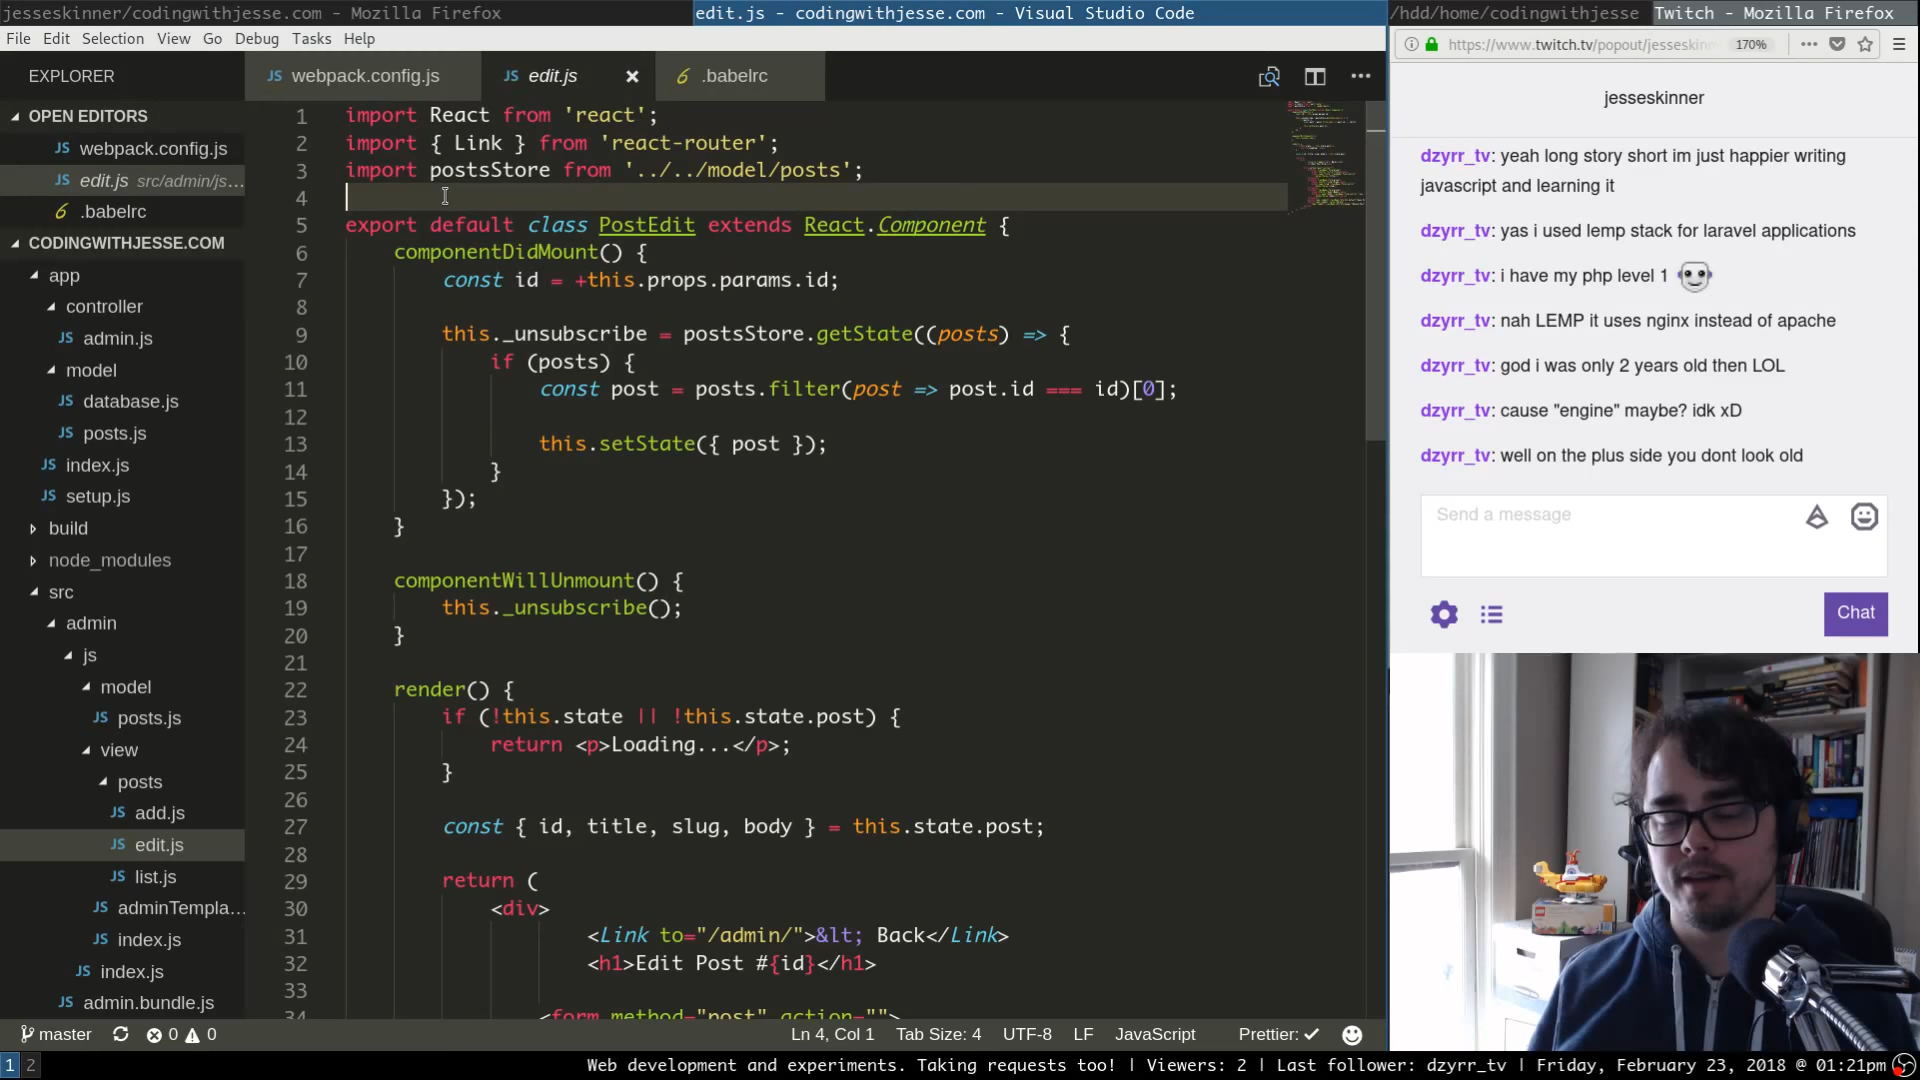 jesseskinner/codingwithjesse.com - Mozilla Firefox
edit.js - codingwithjesse.com - Visual Studio Code
/hdd/home/codingwithjesse
Twitch - Mozilla Firefox
File Edit Selection View Go Debug Tasks Help
https://www.twitch.tv/popout/jesseskin
170%
EXPLORER
OPEN EDITORS
JS webpack.config.js
JS edit.js src/admin/js...
.babelrc
CODINGWITHJESSE.COM
app
controller
JS admin.js
model
JS database.js
JS posts.js
JS index.js
JS setup.js
build
node_modules
src
admin
js
model
JS posts.js
view
posts
JS add.js
JS edit.js
JS list.js
JS adminTempla...
JS index.js
JS index.js
JS admin.bundle.js
JS webpack.config.js
JS edit.js
.babelrc
1 import React from 'react';
2 import { Link } from 'react-router';
3 import postsStore from '../../model/posts';
4
5 export default class PostEdit extends React.Component {
6 componentDidMount() {
7 const id = +this.props.params.id;
8
9 this._unsubscribe = postsStore.getState((posts) => {
10 if (posts) {
11 const post = posts.filter(post => post.id === id)[0];
12
13 this.setState({ post });
14 }
15 });
16 }
17
18 componentWillUnmount() {
19 this._unsubscribe();
20 }
21
22 render() {
23 if (!this.state || !this.state.post) {
24 return <p>Loading...</p>;
25 }
26
27 const { id, title, slug, body } = this.state.post;
28
29 return (
30 <div>
31 <Link to="/admin/">&lt; Back</Link>
32 <h1>Edit Post #{id}</h1>
33
34 <form method="post" action="">
jesseskinner
dzyrr_tv: yeah long story short im just happier writing
javascript and learning it
dzyrr_tv: yas i used lemp stack for laravel applications
dzyrr_tv: i have my php level 1
dzyrr_tv: nah LEMP it uses nginx instead of apache
dzyrr_tv: god i was only 2 years old then LOL
dzyrr_tv: cause "engine" maybe? idk xD
dzyrr_tv: well on the plus side you dont look old
Send a message
Chat
master 0 0 Ln 4, Col 1 Tab Size: 4 UTF-8 LF JavaScript Prettier: ✓
1 2 Web development and experiments. Taking requests too! | Viewers: 2 | Last follower: dzyrr_tv | Friday, February 23, 2018 @ 01:21pm